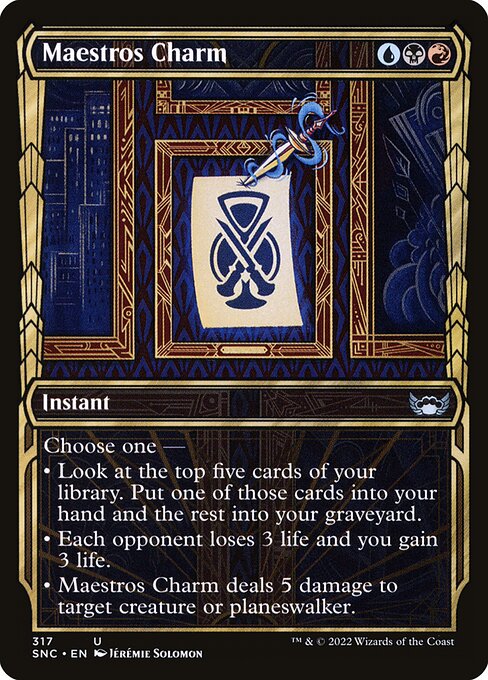 Maestros Charm
Instant
Choose one —
• Look at the top five cards of your
library. Put one of those cards into your
hand and the rest into your graveyard.
• Each opponent loses 3 life and you gain
3 life.
• Maestros Charm deals 5 damage to
target creature or planeswalker.
317 U
SNC • EN Jérémie Solomon
™ & © 2022 Wizards of the Coast